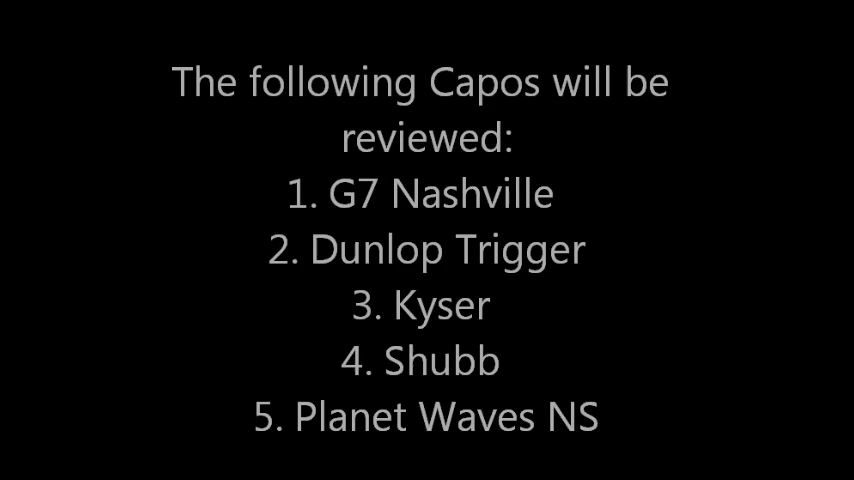 The following Capos will be
reviewed:
1. G7 Nashville
2. Dunlop Trigger
3. Kyser
4. Shubb
5. Planet Waves NS